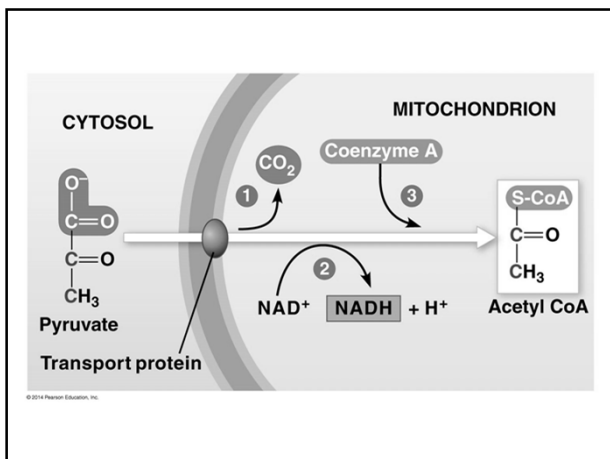 CYTOSOL
MITOCHONDRION
O⁻
C=O
C=O
CH₃
Pyruvate
Transport protein
1
CO₂
Coenzyme A
3
2
NAD⁺
NADH + H⁺
S-CoA
C=O
CH₃
Acetyl CoA
© 2014 Pearson Education, Inc.